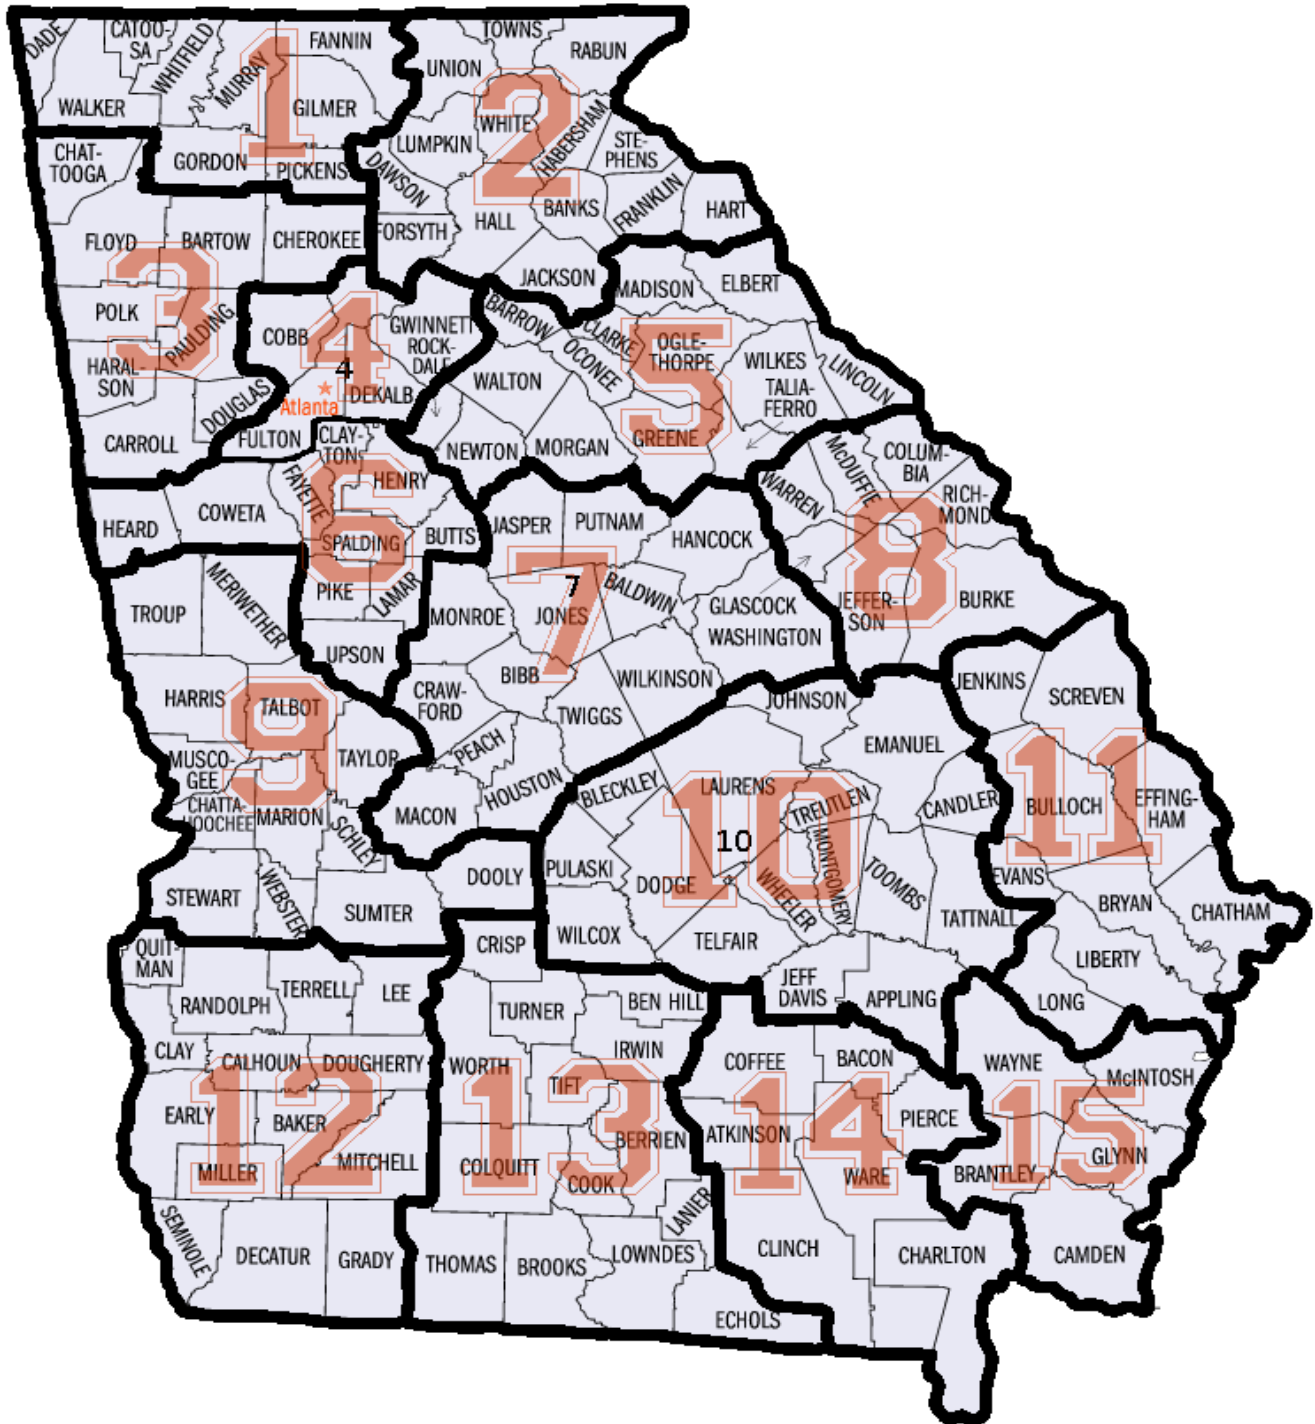 DADE
CATOO-
SA
WHITFIELD
MURRAY
FANNIN
WALKER
GILMER
1
GORDON
PICKENS
TOWNS
RABUN
UNION
2
WHITE
HABERSHAM
LUMPKIN
STE-
PHENS
DAWSON
FORSYTH
HALL
BANKS
FRANKLIN
HART
JACKSON
CHAT-
TOOGA
FLOYD
BARTOW
CHEROKEE
3
POLK
PAULDING
HARAL-
SON
DOUGLAS
CARROLL
COBB
4
4
GWINNETT
ROCK-
DALE
DEKALB
Atlanta
FULTON
MADISON
ELBERT
BARROW
CLARKE
OCONEE
OGLE-
THORPE
5
WILKES
LINCOLN
TALIA-
FERRO
WALTON
NEWTON
MORGAN
GREENE
CLAY-
TON
HENRY
FAYETTE
6
COWETA
HEARD
SPALDING
BUTTS
PIKE
LAMAR
UPSON
JASPER
PUTNAM
HANCOCK
7
7
MONROE
JONES
BALDWIN
GLASCOCK
WASHINGTON
BIBB
WILKINSON
CRAW-
FORD
TWIGGS
PEACH
HOUSTON
MACON
McDUFFIE
COLUM-
BIA
WARREN
RICH-
MOND
8
JEFFER-
SON
BURKE
TROUP
MERIWETHER
HARRIS
TALBOT
9
TAYLOR
MUSCO-
GEE
CHATTA-
HOOCHEE
MARION
SCHLEY
DOOLY
STEWART
WEBSTER
SUMTER
JOHNSON
EMANUEL
BLECKLEY
LAURENS
TREUTLEN
CANDLER
10
10
PULASKI
DODGE
WHEELER
MONTGOMERY
TOOMBS
TATTNALL
WILCOX
TELFAIR
JEFF
DAVIS
APPLING
JENKINS
SCREVEN
11
BULLOCH
EFFING-
HAM
EVANS
BRYAN
CHATHAM
LIBERTY
LONG
QUIT-
MAN
RANDOLPH
TERRELL
LEE
CLAY
CALHOUN
DOUGHERTY
12
EARLY
BAKER
MILLER
MITCHELL
SEMINOLE
DECATUR
GRADY
CRISP
TURNER
BEN HILL
WORTH
IRWIN
TIFT
13
BERRIEN
COLQUITT
COOK
LANIER
THOMAS
BROOKS
LOWNDES
ECHOLS
COFFEE
BACON
14
ATKINSON
PIERCE
WARE
CLINCH
CHARLTON
WAYNE
McINTOSH
15
BRANTLEY
GLYNN
CAMDEN